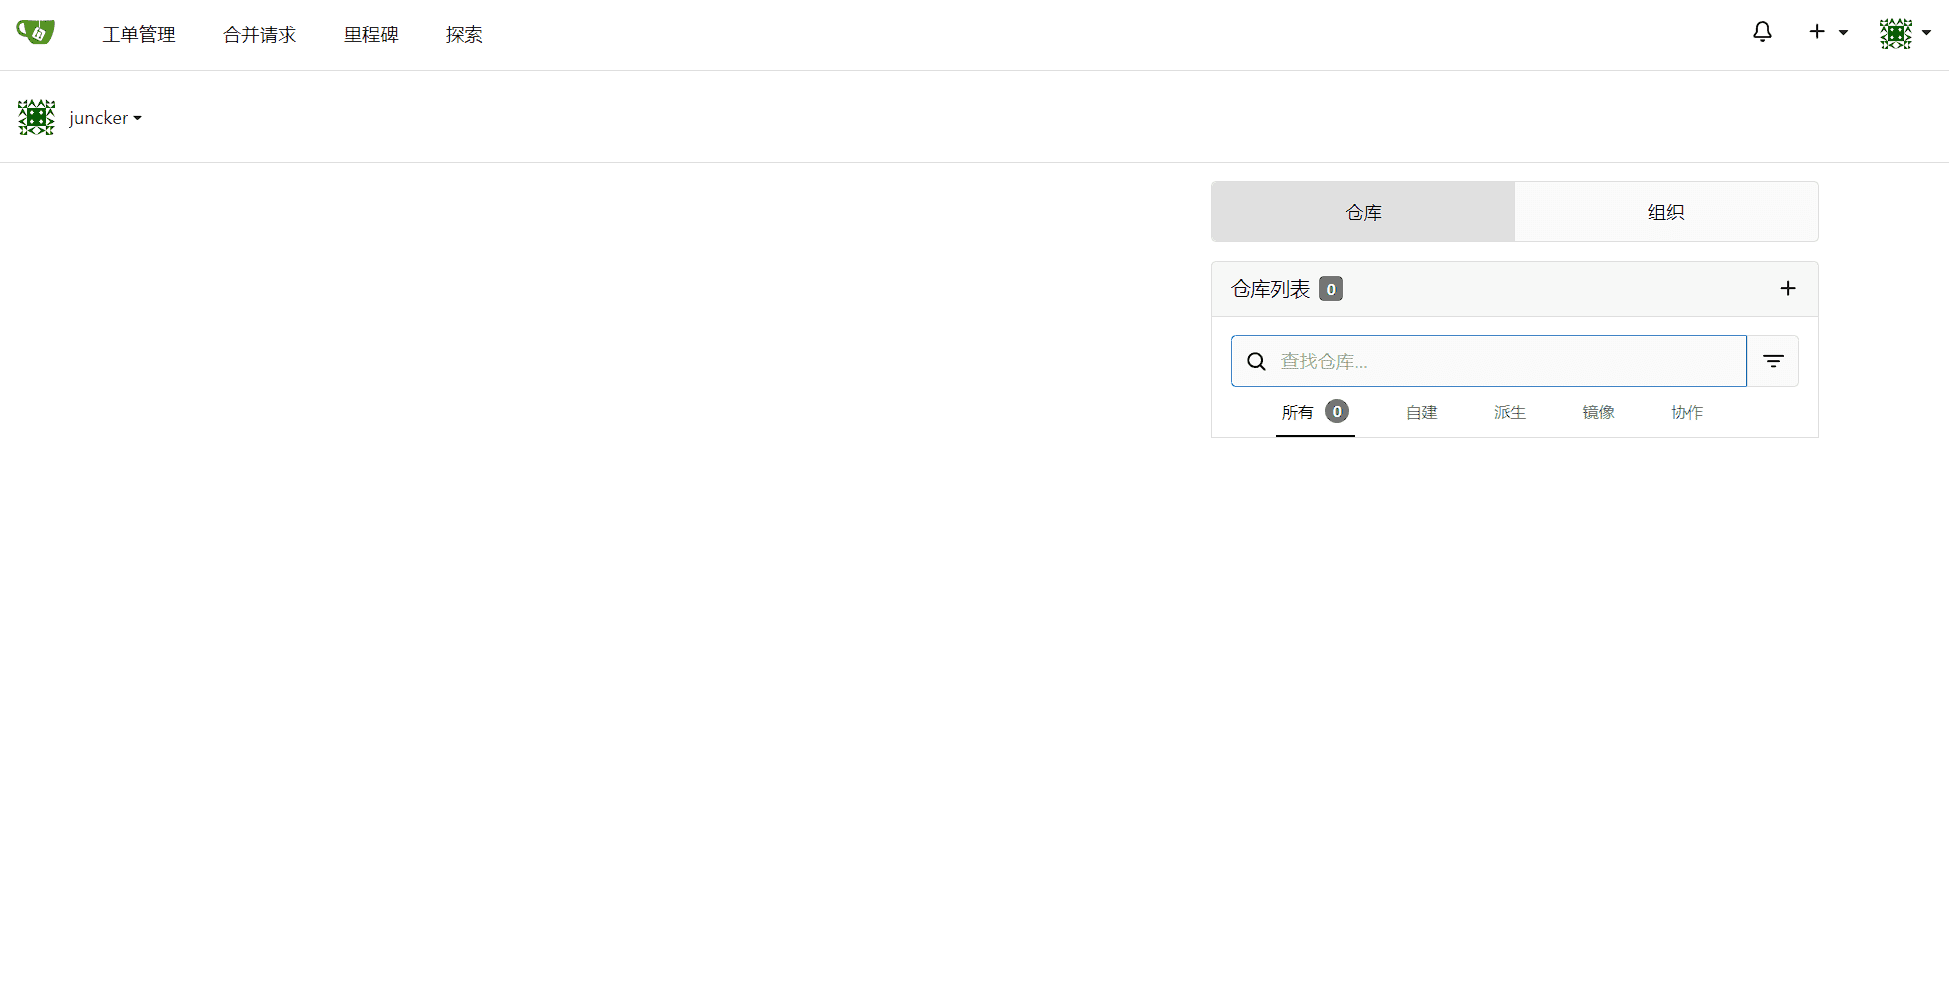 工单管理 合并请求 里程碑 探索
juncker
仓库 组织
仓库列表 0
查找仓库...
所有 0 自建 派生 镜像 协作